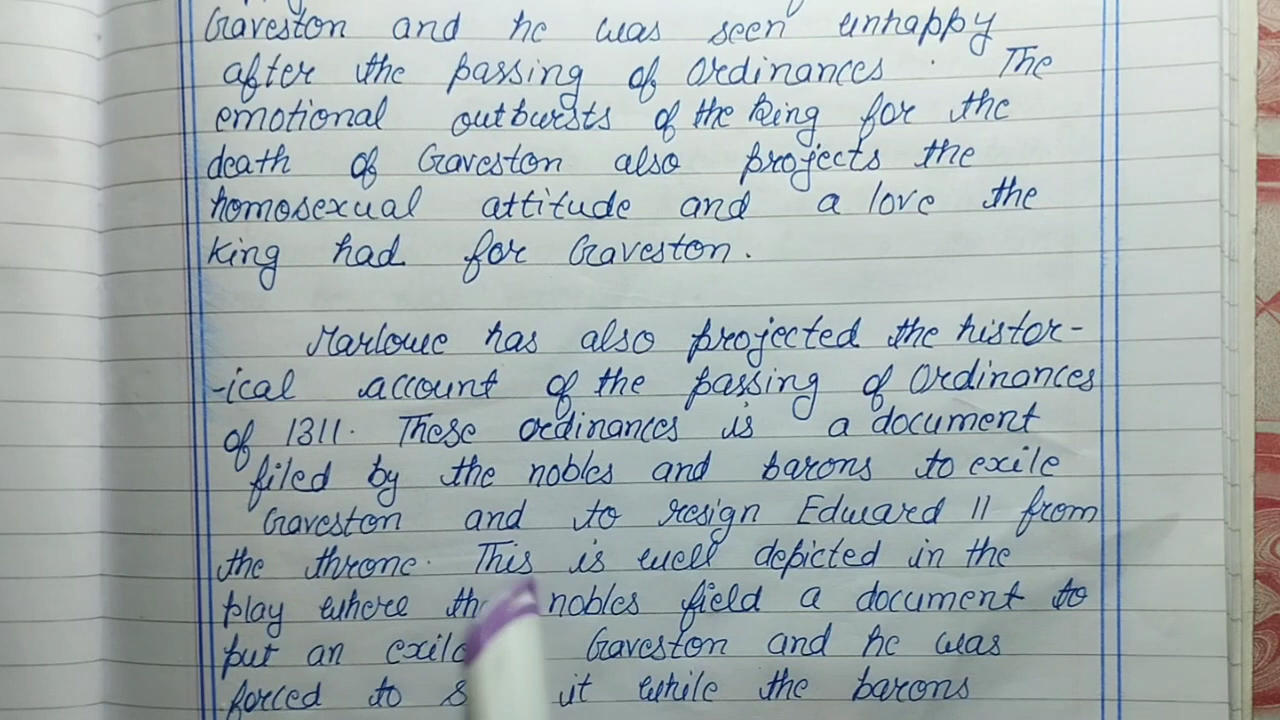 Gaveston and he was seen unhappy
after the passing of Ordinances . The
emotional outbursts of the King for the
death of Gaveston also projects the
homosexual attitude and a love the
King had for Gaveston.
Marlowe has also projected the histor-
-ical account of the passing of Ordinances
of 1311. These ordinances is a document
filed by the nobles and barons to exile
Gaveston and to resign Edward II from
the throne. This is well depicted in the
play where nobles field a document to
put an Gaveston and he was
forced to it while the barons